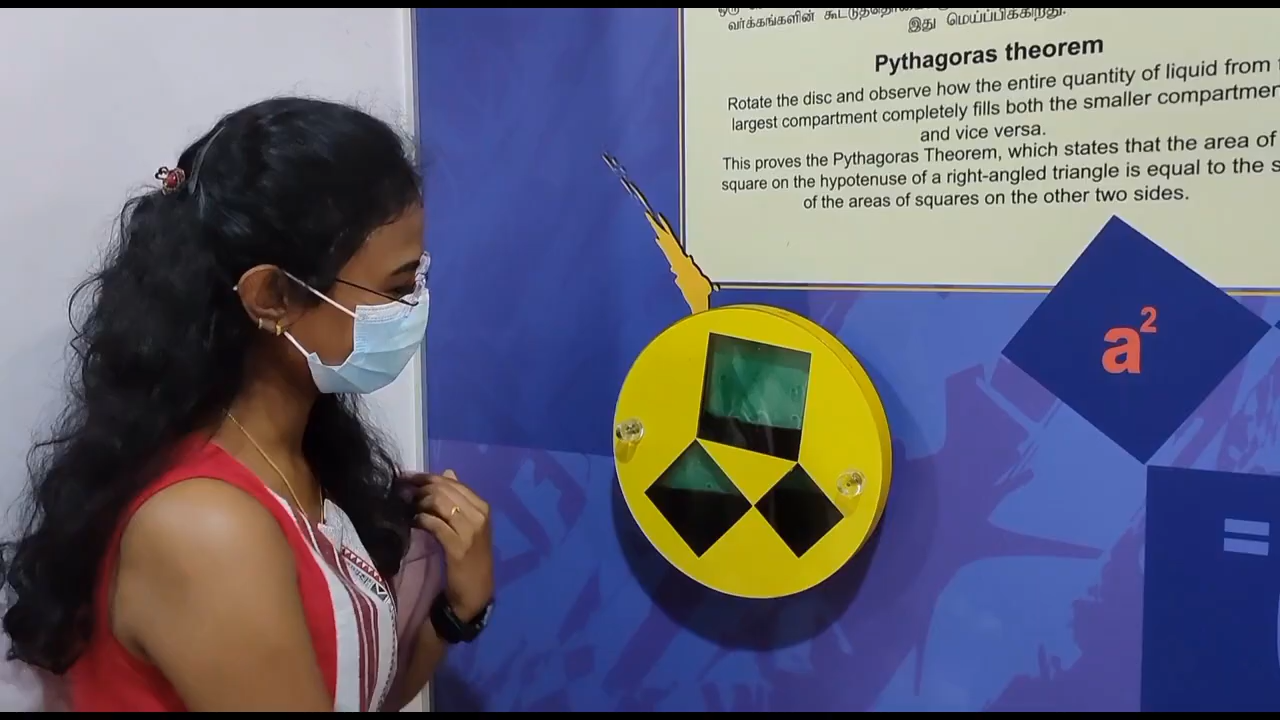 வர்க்கங்களின்
இது மெய்ப்பிக்கிறது.
Pythagoras theorem
Rotate the disc and observe how the entire quantity of liquid from
largest compartment completely fills both the smaller
and vice versa.
This proves the Pythagoras Theorem, which states that the area of
square on the hypotenuse of a right-angled triangle is equal to the
of the areas of squares on the other two sides.
a²
=